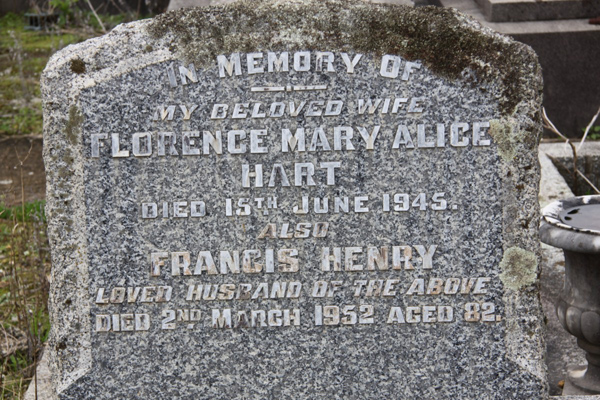 IN MEMORY OF
MY BELOVED WIFE
FLORENCE MARY ALICE
HART
DIED 15TH JUNE 1945.
ALSO
FRANCIS HENRY
LOVED HUSBAND OF THE ABOVE
DIED 2ND MARCH 1952 AGED 82.